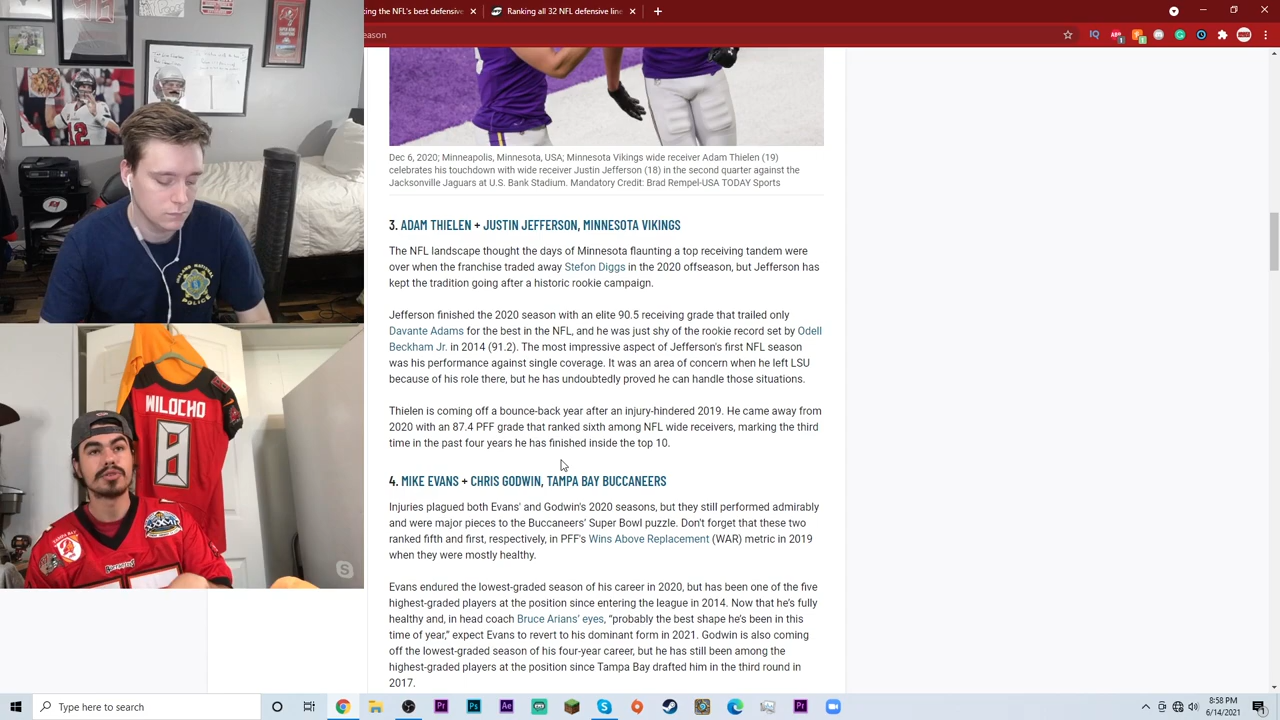 ing the NFL's best defensive
Ranking all 32 NFL defensive line
eason
Dec 6, 2020; Minneapolis, Minnesota, USA; Minnesota Vikings wide receiver Adam Thielen (19)
celebrates his touchdown with wide receiver Justin Jefferson (18) in the second quarter against the
Jacksonville Jaguars at U.S. Bank Stadium. Mandatory Credit: Brad Rempel-USA TODAY Sports
3. ADAM THIELEN + JUSTIN JEFFERSON, MINNESOTA VIKINGS
The NFL landscape thought the days of Minnesota flaunting a top receiving tandem were
over when the franchise traded away Stefon Diggs in the 2020 offseason, but Jefferson has
kept the tradition going after a historic rookie campaign.
Jefferson finished the 2020 season with an elite 90.5 receiving grade that trailed only
Davante Adams for the best in the NFL, and he was just shy of the rookie record set by Odell
Beckham Jr. in 2014 (91.2). The most impressive aspect of Jefferson's first NFL season
was his performance against single coverage. It was an area of concern when he left LSU
because of his role there, but he has undoubtedly proved he can handle those situations.
Thielen is coming off a bounce-back year after an injury-hindered 2019. He came away from
2020 with an 87.4 PFF grade that ranked sixth among NFL wide receivers, marking the third
time in the past four years he has finished inside the top 10.
4. MIKE EVANS + CHRIS GODWIN, TAMPA BAY BUCCANEERS
Injuries plagued both Evans' and Godwin's 2020 seasons, but they still performed admirably
and were major pieces to the Buccaneers' Super Bowl puzzle. Don't forget that these two
ranked fifth and first, respectively, in PFF's Wins Above Replacement (WAR) metric in 2019
when they were mostly healthy.
Evans endured the lowest-graded season of his career in 2020, but has been one of the five
highest-graded players at the position since entering the league in 2014. Now that he's fully
healthy and, in head coach Bruce Arians' eyes, “probably the best shape he's been in this
time of year,” expect Evans to revert to his dominant form in 2021. Godwin is also coming
off the lowest-graded season of his four-year career, but he has still been among the
highest-graded players at the position since Tampa Bay drafted him in the third round in
2017.
12
POLICE
WILOCHO
8
Type here to search
8:58 PM
6/14/2021